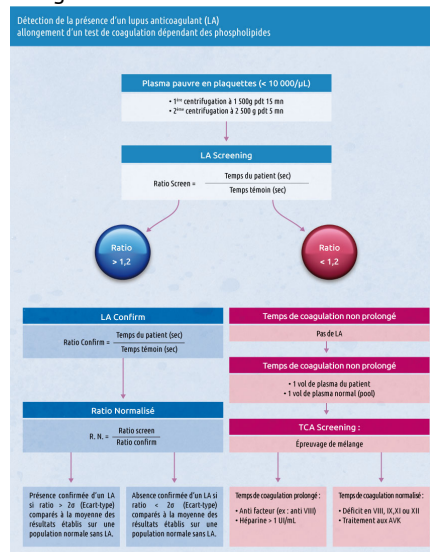 Détection de la présence d'un lupus anticoagulant (LA)
allongement d'un test de coagulation dépendant des phospholipides
Plasma pauvre en plaquettes (< 10 000/µL)
• 1ère centrifugation à 1 500g pdt 15 mn
• 2ème centrifugation à 2 500 g pdt 5 mn
LA Screening
Ratio Screen =
Temps du patient (sec)
Temps témoin (sec)
Ratio
> 1,2
Ratio
< 1,2
LA Confirm
Ratio Confirm =
Temps du patient (sec)
Temps témoin (sec)
Ratio Normalisé
R. N. =
Ratio screen
Ratio confirm
Présence confirmée d'un LA
si ratio > 2σ (Ecart-type)
comparés à la moyenne des
résultats établis sur une
population normale sans LA.
Absence confirmée d'un LA si
ratio < 2σ (Ecart-type)
comparés à la moyenne des
résultats établis sur une
population normale sans LA.
Temps de coagulation non prolongé
Pas de LA
Temps de coagulation non prolongé
• 1 vol de plasma du patient
• 1 vol de plasma normal (pool)
TCA Screening :
Épreuvage de mélange
Temps de coagulation prolongé :
• Anti facteur (ex : anti VIII)
• Héparine > 1 UI/mL
Temps de coagulation normalisé :
• Déficit en VIII, IX,XI ou XII
• Traitement aux AVK